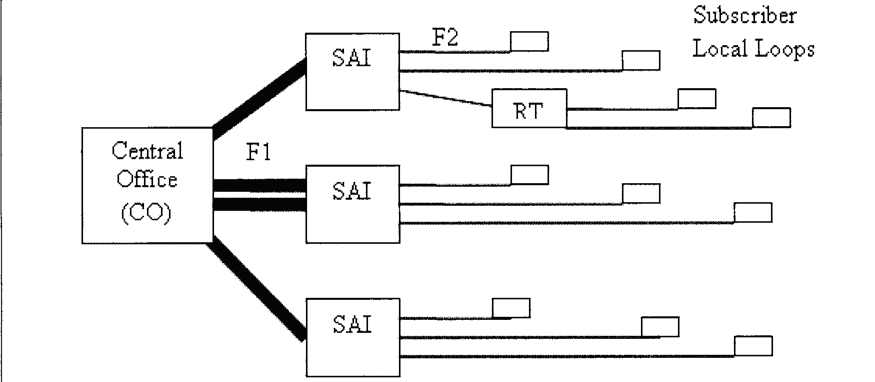 Subscriber
Local Loops
F2
SAI
RT
Central
Office
(CO)
F1
SAI
SAI